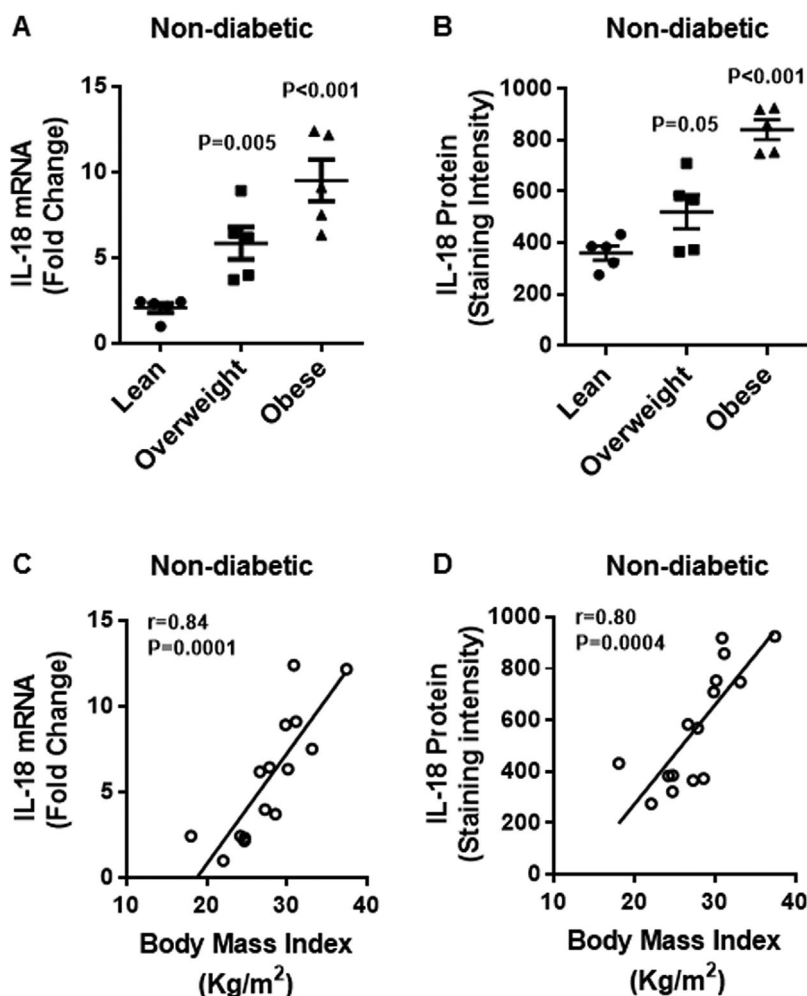 A Non-diabetic
IL-18 mRNA
(Fold Change)
15
10
5
0
P=0.005
P<0.001
Lean
Overweight
Obese
B Non-diabetic
IL-18 Protein
(Staining Intensity)
1000
800
600
400
200
0
P=0.05
P<0.001
Lean
Overweight
Obese
C Non-diabetic
IL-18 mRNA
(Fold Change)
15
10
5
0
r=0.84
P=0.0001
10 20 30 40
Body Mass Index
(Kg/m²)
D Non-diabetic
IL-18 Protein
(Staining intensity)
1000
800
600
400
200
0
r=0.80
P=0.0004
10 20 30 40
Body Mass Index
(Kg/m²)